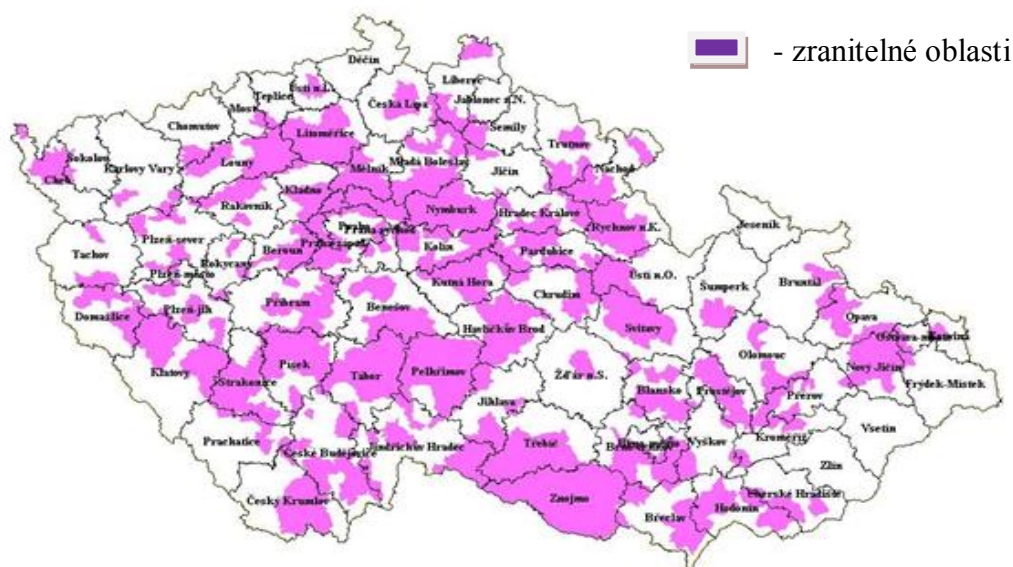 - zranitelné oblasti
Děčín
Liberec
Ústí n.L.
Teplice
Most
Česká Lípa
Jablonec n.N.
Chomutov
Litoměřice
Semily
Trutnov
Sokolov
Karlovy Vary
Louny
Mladá Boleslav
Jičín
Náchod
Cheb
Mělník
Kladno
Rakovník
Nymburk
Hradec Králové
Rychnov n.K.
Jeseník
Plzeň-sever
Beroun
Kolín
Pardubice
Tachov
Rokycany
Plzeň-město
Kutná Hora
Ústí n.O.
Šumperk
Bruntál
Příbram
Benešov
Chrudim
Domažlice
Plzeň-jih
Opava
Havlíčkův Brod
Svitavy
Karviná
Olomouc
Klatovy
Písek
Nový Jičín
Strakonice
Tábor
Pelhřimov
Žďár n.S.
Frýdek-Místek
Blansko
Prostějov
Přerov
Jihlava
Prachatice
Jindřichův Hradec
Třebíč
Vyškov
Kroměříž
Vsetín
České Budějovice
Zlín
Český Krumlov
Znojmo
Uherské Hradiště
Hodonín
Břeclav